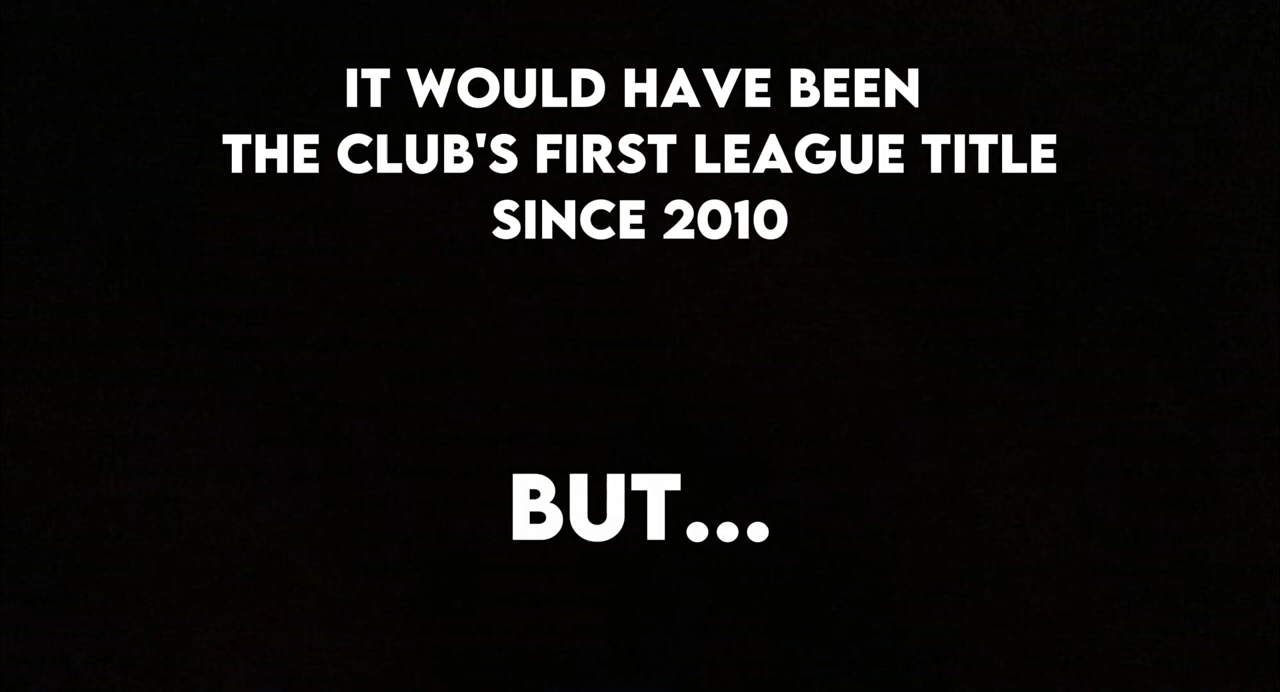 IT WOULD HAVE BEEN
THE CLUB'S FIRST LEAGUE TITLE
SINCE 2010
BUT...